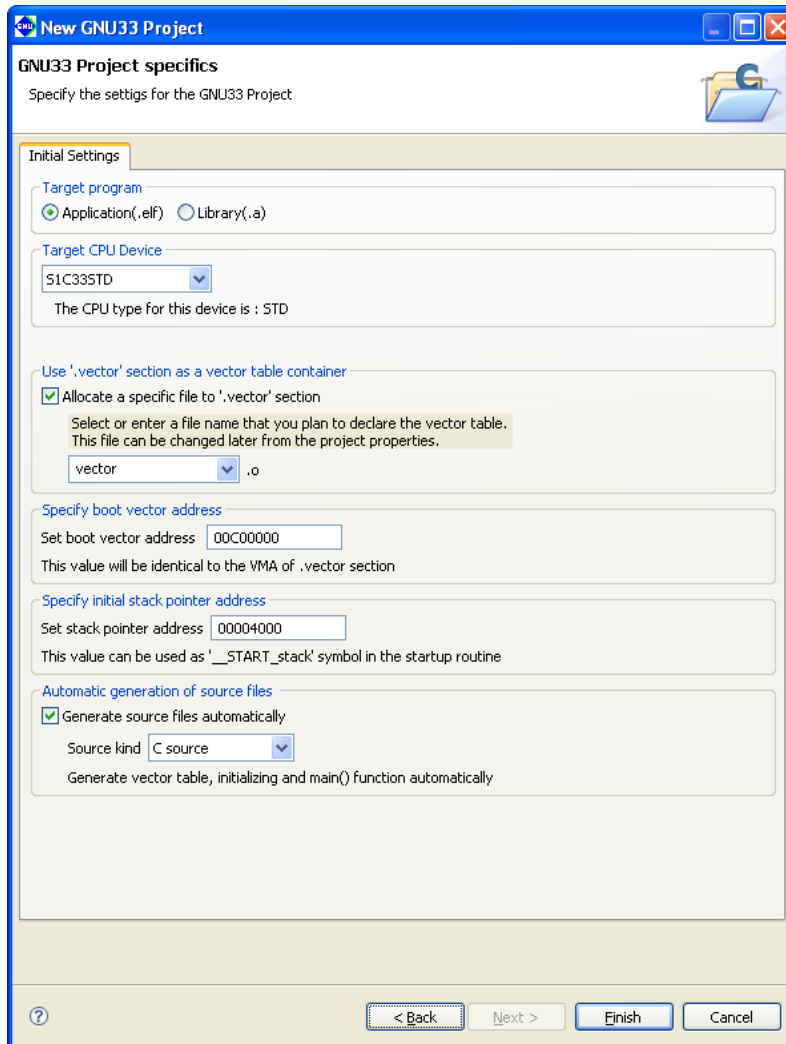 GNU New GNU33 Project
GNU33 Project specifics
Specify the settigs for the GNU33 Project
Initial Settings
Target program
Application(.elf) Library(.a)
Target CPU Device
S1C33STD
The CPU type for this device is : STD
Use '.vector' section as a vector table container
Allocate a specific file to '.vector' section
Select or enter a file name that you plan to declare the vector table.
This file can be changed later from the project properties.
vector .o
Specify boot vector address
Set boot vector address 00C00000
This value will be identical to the VMA of .vector section
Specify initial stack pointer address
Set stack pointer address 00004000
This value can be used as '__START_stack' symbol in the startup routine
Automatic generation of source files
Generate source files automatically
Source kind C source
Generate vector table, initializing and main() function automatically
? < Back Next > Finish Cancel